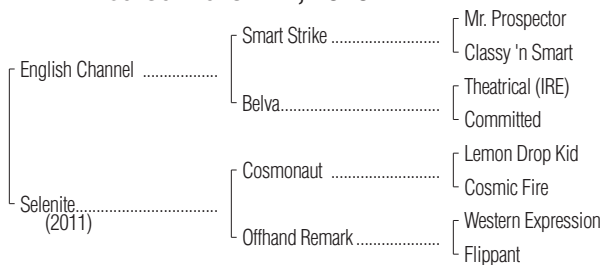 Smart Strike ........................
Mr. Prospector
Classy 'n Smart
English Channel .................
Belva...................................
Theatrical (IRE)
Committed
Cosmonaut ........................
Lemon Drop Kid
Cosmic Fire
Selenite................................
(2011)
Offhand Remark ..................
Western Expression
Flippant